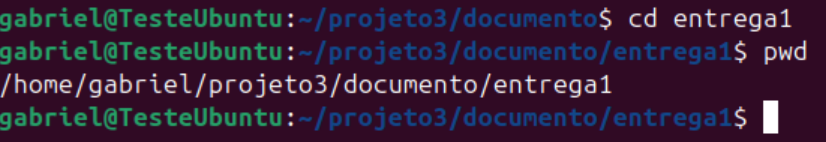 gabriel@TesteUbuntu:~/projeto3/documento$ cd entrega1
gabriel@TesteUbuntu:~/projeto3/documento/entrega1$ pwd
/home/gabriel/projeto3/documento/entrega1
gabriel@TesteUbuntu:~/projeto3/documento/entrega1$